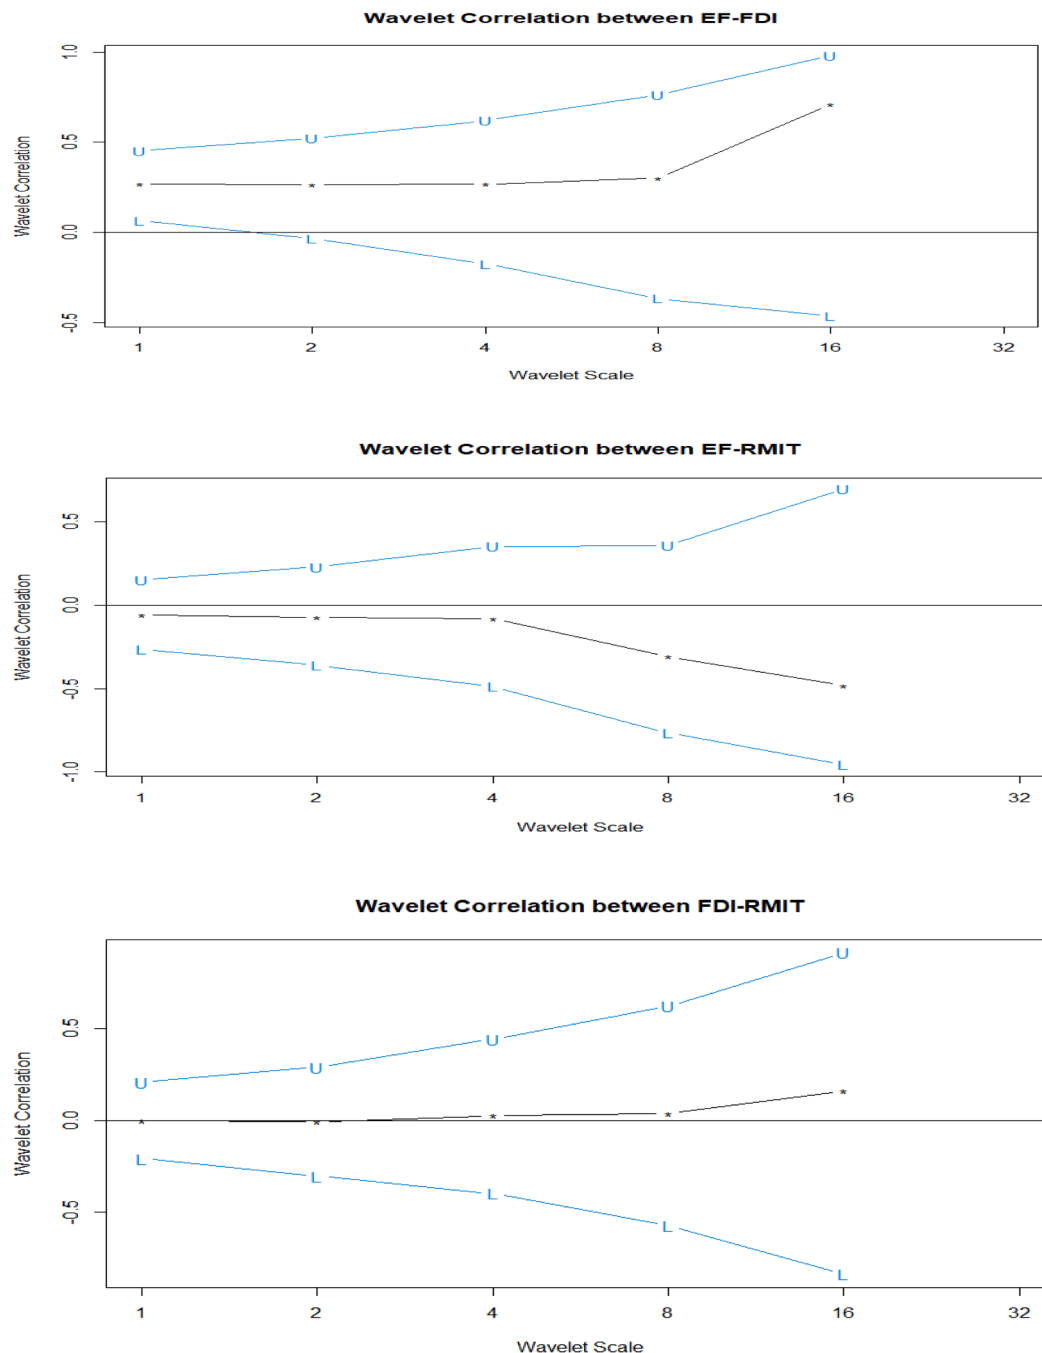 Wavelet Correlation between EF-FDI
1.0
0.5
0.0
-0.5
Wavelet Correlation
U U U U U
* * * * *
L L L L L
1 2 4 8 16 32
Wavelet Scale
Wavelet Correlation between EF-RMIT
0.5
0.0
-0.5
-1.0
Wavelet Correlation
U U U U U
* * * * *
L L L L L
1 2 4 8 16 32
Wavelet Scale
Wavelet Correlation between FDI-RMIT
0.5
0.0
-0.5
Wavelet Correlation
U U U U U
* * * * *
L L L L L
1 2 4 8 16 32
Wavelet Scale